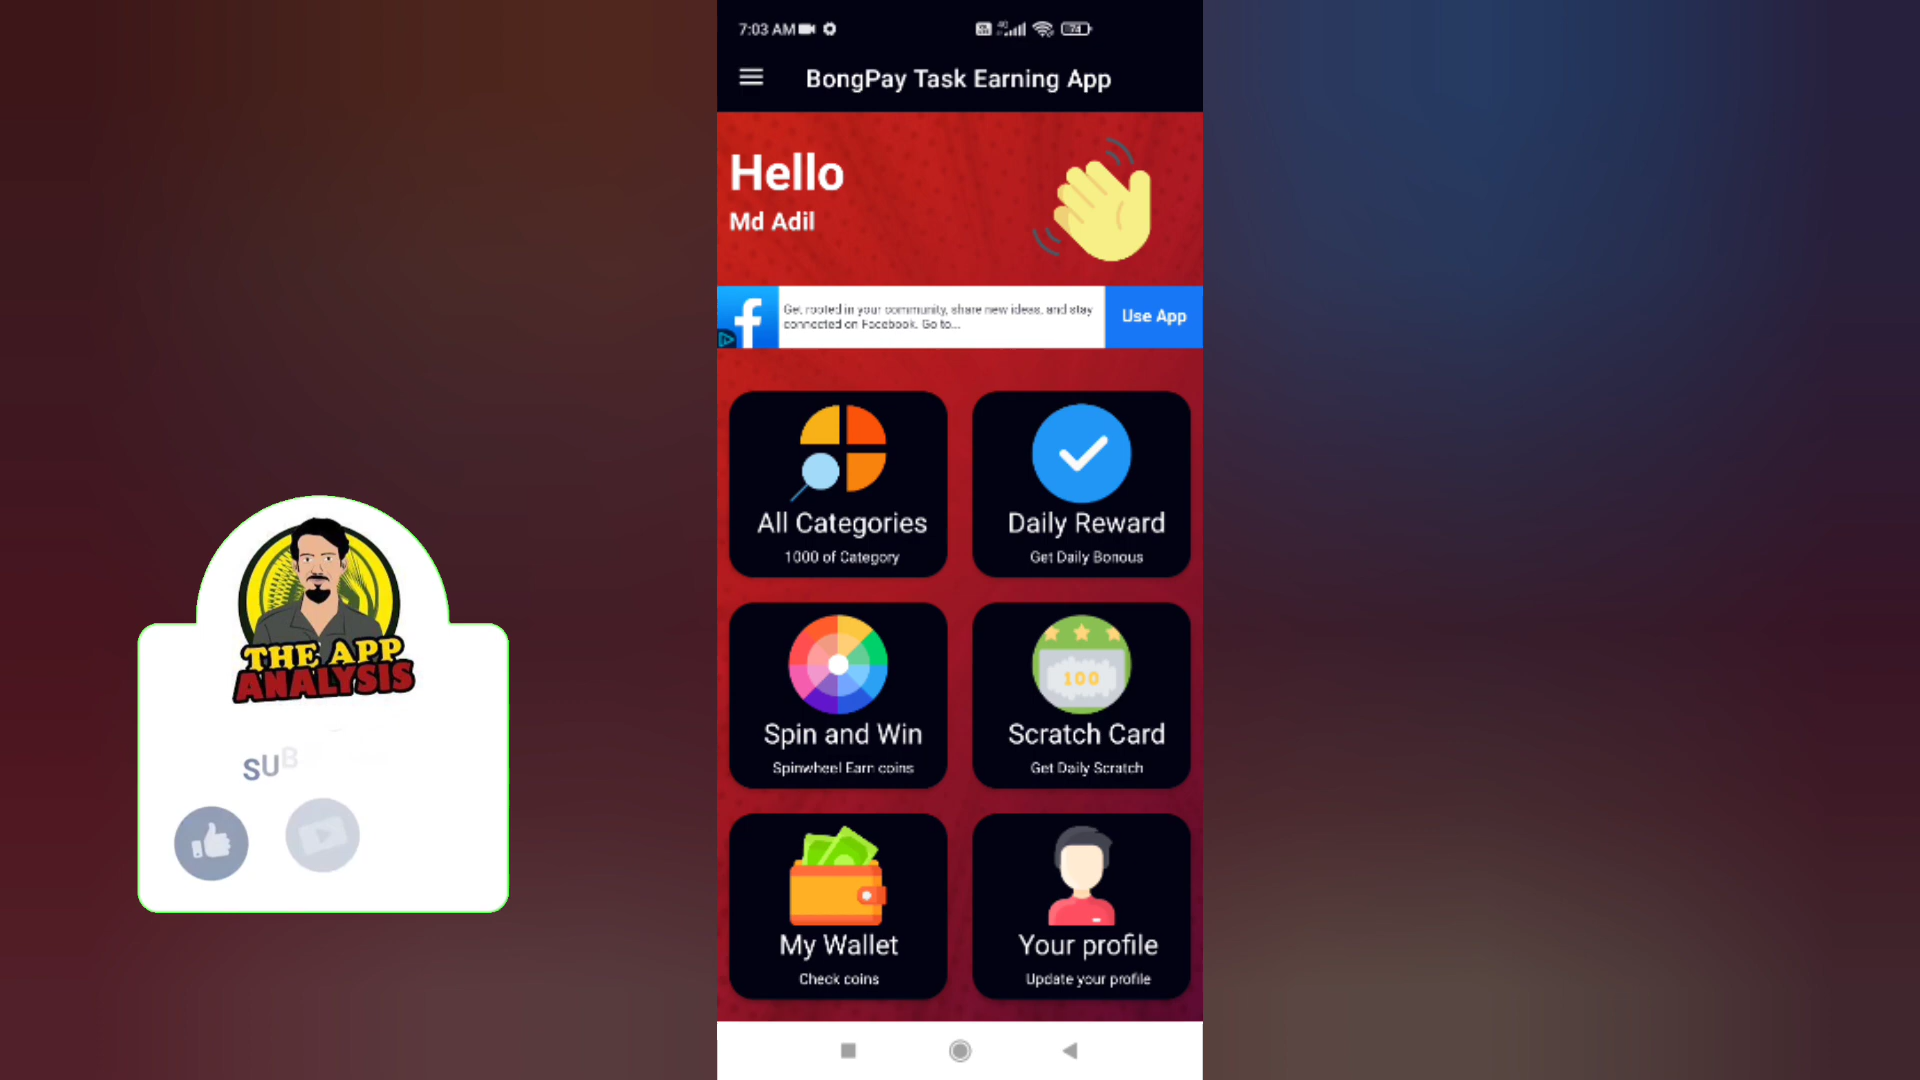 7:03 AM
4G
74
BongPay Task Earning App
Hello
Md Adil
Get rooted in your community, share new ideas, and stay
connected on Facebook. Go to...
Use App
All Categories
1000 of Category
Daily Reward
Get Daily Bonous
Spin and Win
Spinwheel Earn coins
100
Scratch Card
Get Daily Scratch
My Wallet
Check coins
Your profile
Update your profile
THE APP
ANALYSIS
SUB